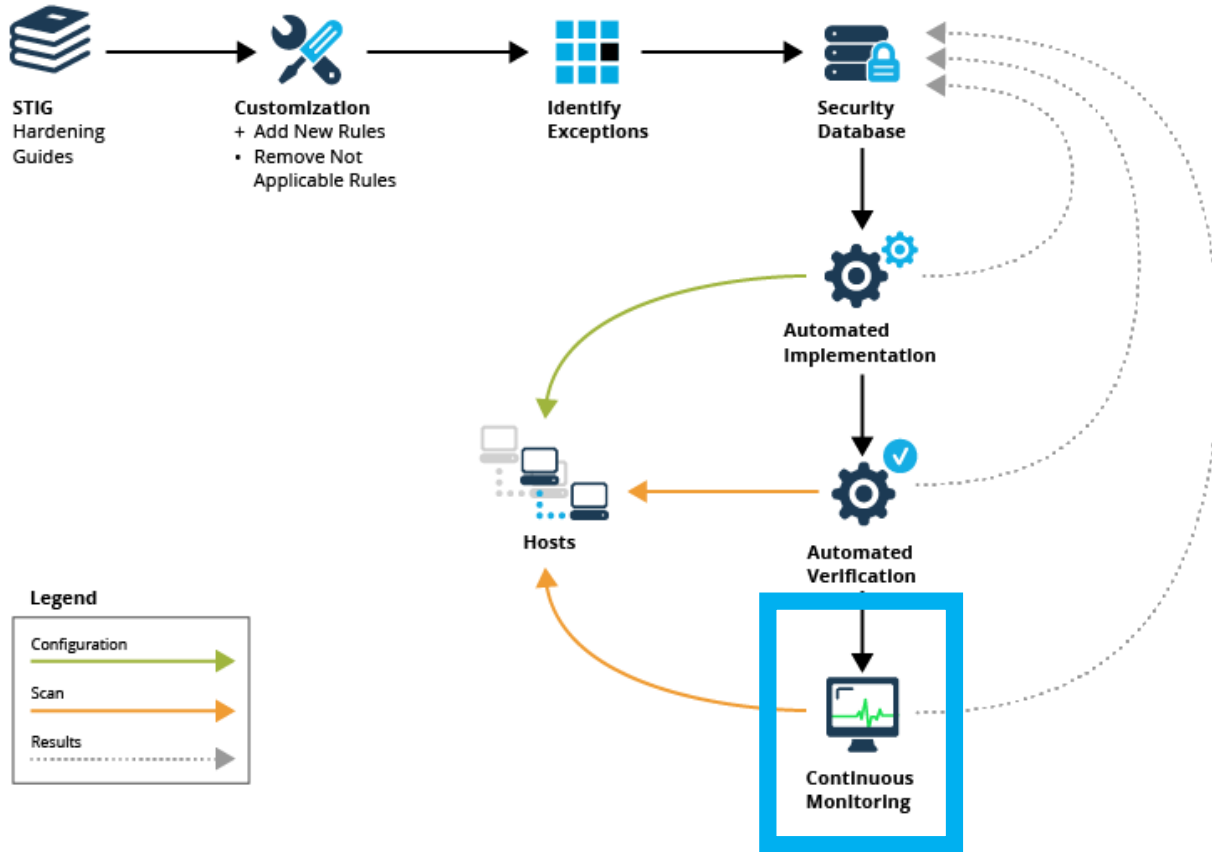 STIG
Hardening
Guides
Customization
+ Add New Rules
• Remove Not
Applicable Rules
Identify
Exceptions
Security
Database
Automated
Implementation
Hosts
Automated
Verification
Legend
Configuration
Scan
Results
Continuous
Monitoring